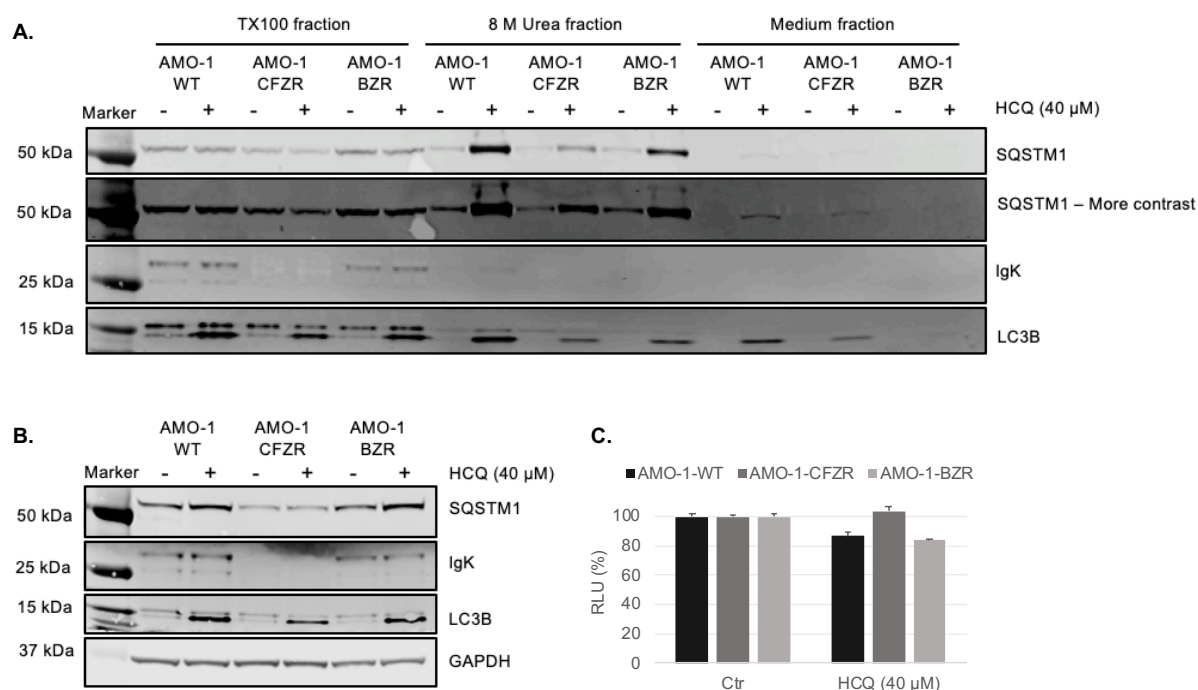 A.
TX100 fraction 8 M Urea fraction Medium fraction
AMO-1 AMO-1 AMO-1 AMO-1 AMO-1 AMO-1 AMO-1 AMO-1 AMO-1
WT CFZR BZR WT CFZR BZR WT CFZR BZR
Marker - + - + - + - + - + - + - + - + - + HCQ (40 µM)
50 kDa SQSTM1
50 kDa SQSTM1 – More contrast
25 kDa IgK
15 kDa LC3B
B.
AMO-1 AMO-1 AMO-1
WT CFZR BZR
Marker - + - + - + HCQ (40 µM)
50 kDa SQSTM1
25 kDa IgK
15 kDa LC3B
37 kDa GAPDH
C.
AMO-1-WT AMO-1-CFZR AMO-1-BZR
RLU (%)
100
80
60
40
20
0
Ctr HCQ (40 µM)